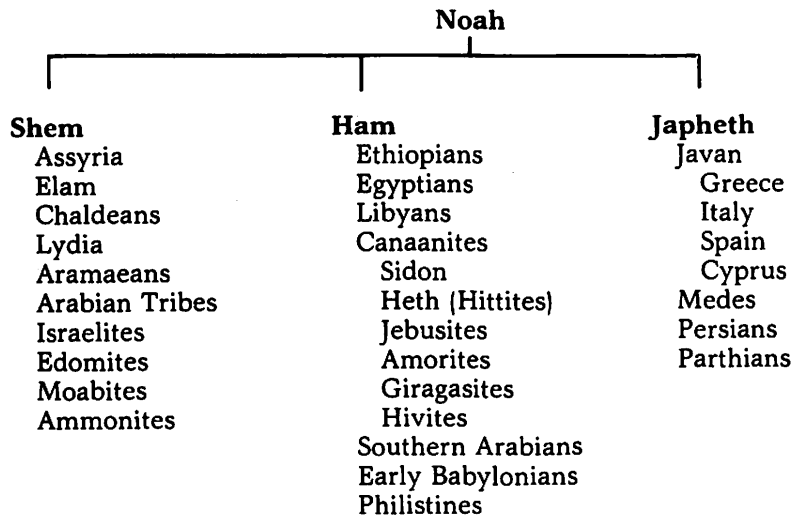 Noah
Shem
Assyria
Elam
Chaldeans
Lydia
Aramaeans
Arabian Tribes
Israelites
Edomites
Moabites
Ammonites
Ham
Ethiopians
Egyptians
Libyans
Canaanites
Sidon
Heth (Hittites)
Jebusites
Amorites
Giragasites
Hivites
Southern Arabians
Early Babylonians
Philistines
Japheth
Javan
Greece
Italy
Spain
Cyprus
Medes
Persians
Parthians